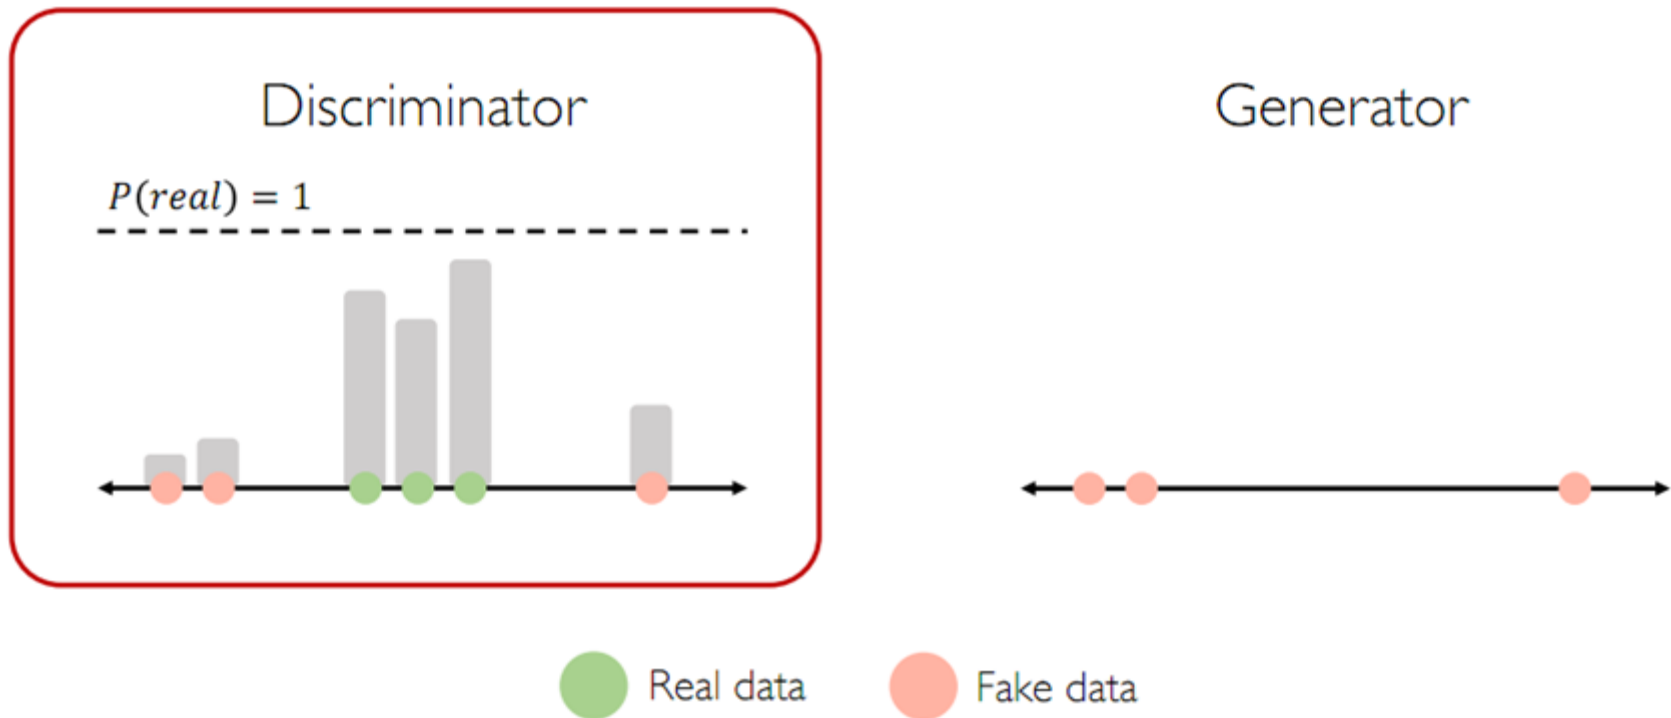 Discriminator
Generator
P(real) = 1
Real data
Fake data